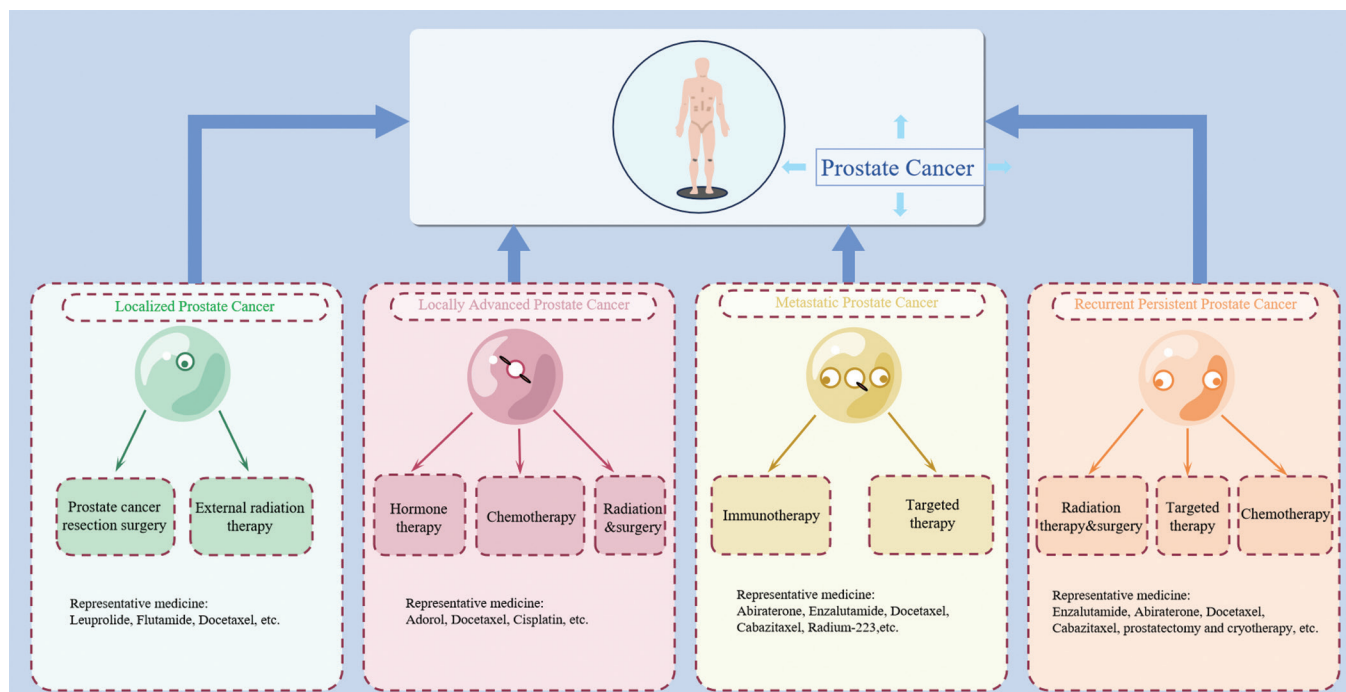 Prostate Cancer
Localized Prostate Cancer
Prostate cancer
resection surgery
External radiation
therapy
Representative medicine:
Leuprolide, Flutamide, Docetaxel, etc.
Locally Advanced Prostate Cancer
Hormone
therapy
Chemotherapy
Radiation
&surgery
Representative medicine:
Adorol, Docetaxel, Cisplatin, etc.
Metastatic Prostate Cancer
Immunotherapy
Targeted
therapy
Representative medicine:
Abiraterone, Enzalutamide, Docetaxel,
Cabazitaxel, Radium-223,etc.
Recurrent Persistent Prostate Cancer
Radiation
therapy&surgery
Targeted
therapy
Chemotherapy
Representative medicine:
Enzalutamide, Abiraterone, Docetaxel,
Cabazitaxel, prostatectomy and cryotherapy, etc.